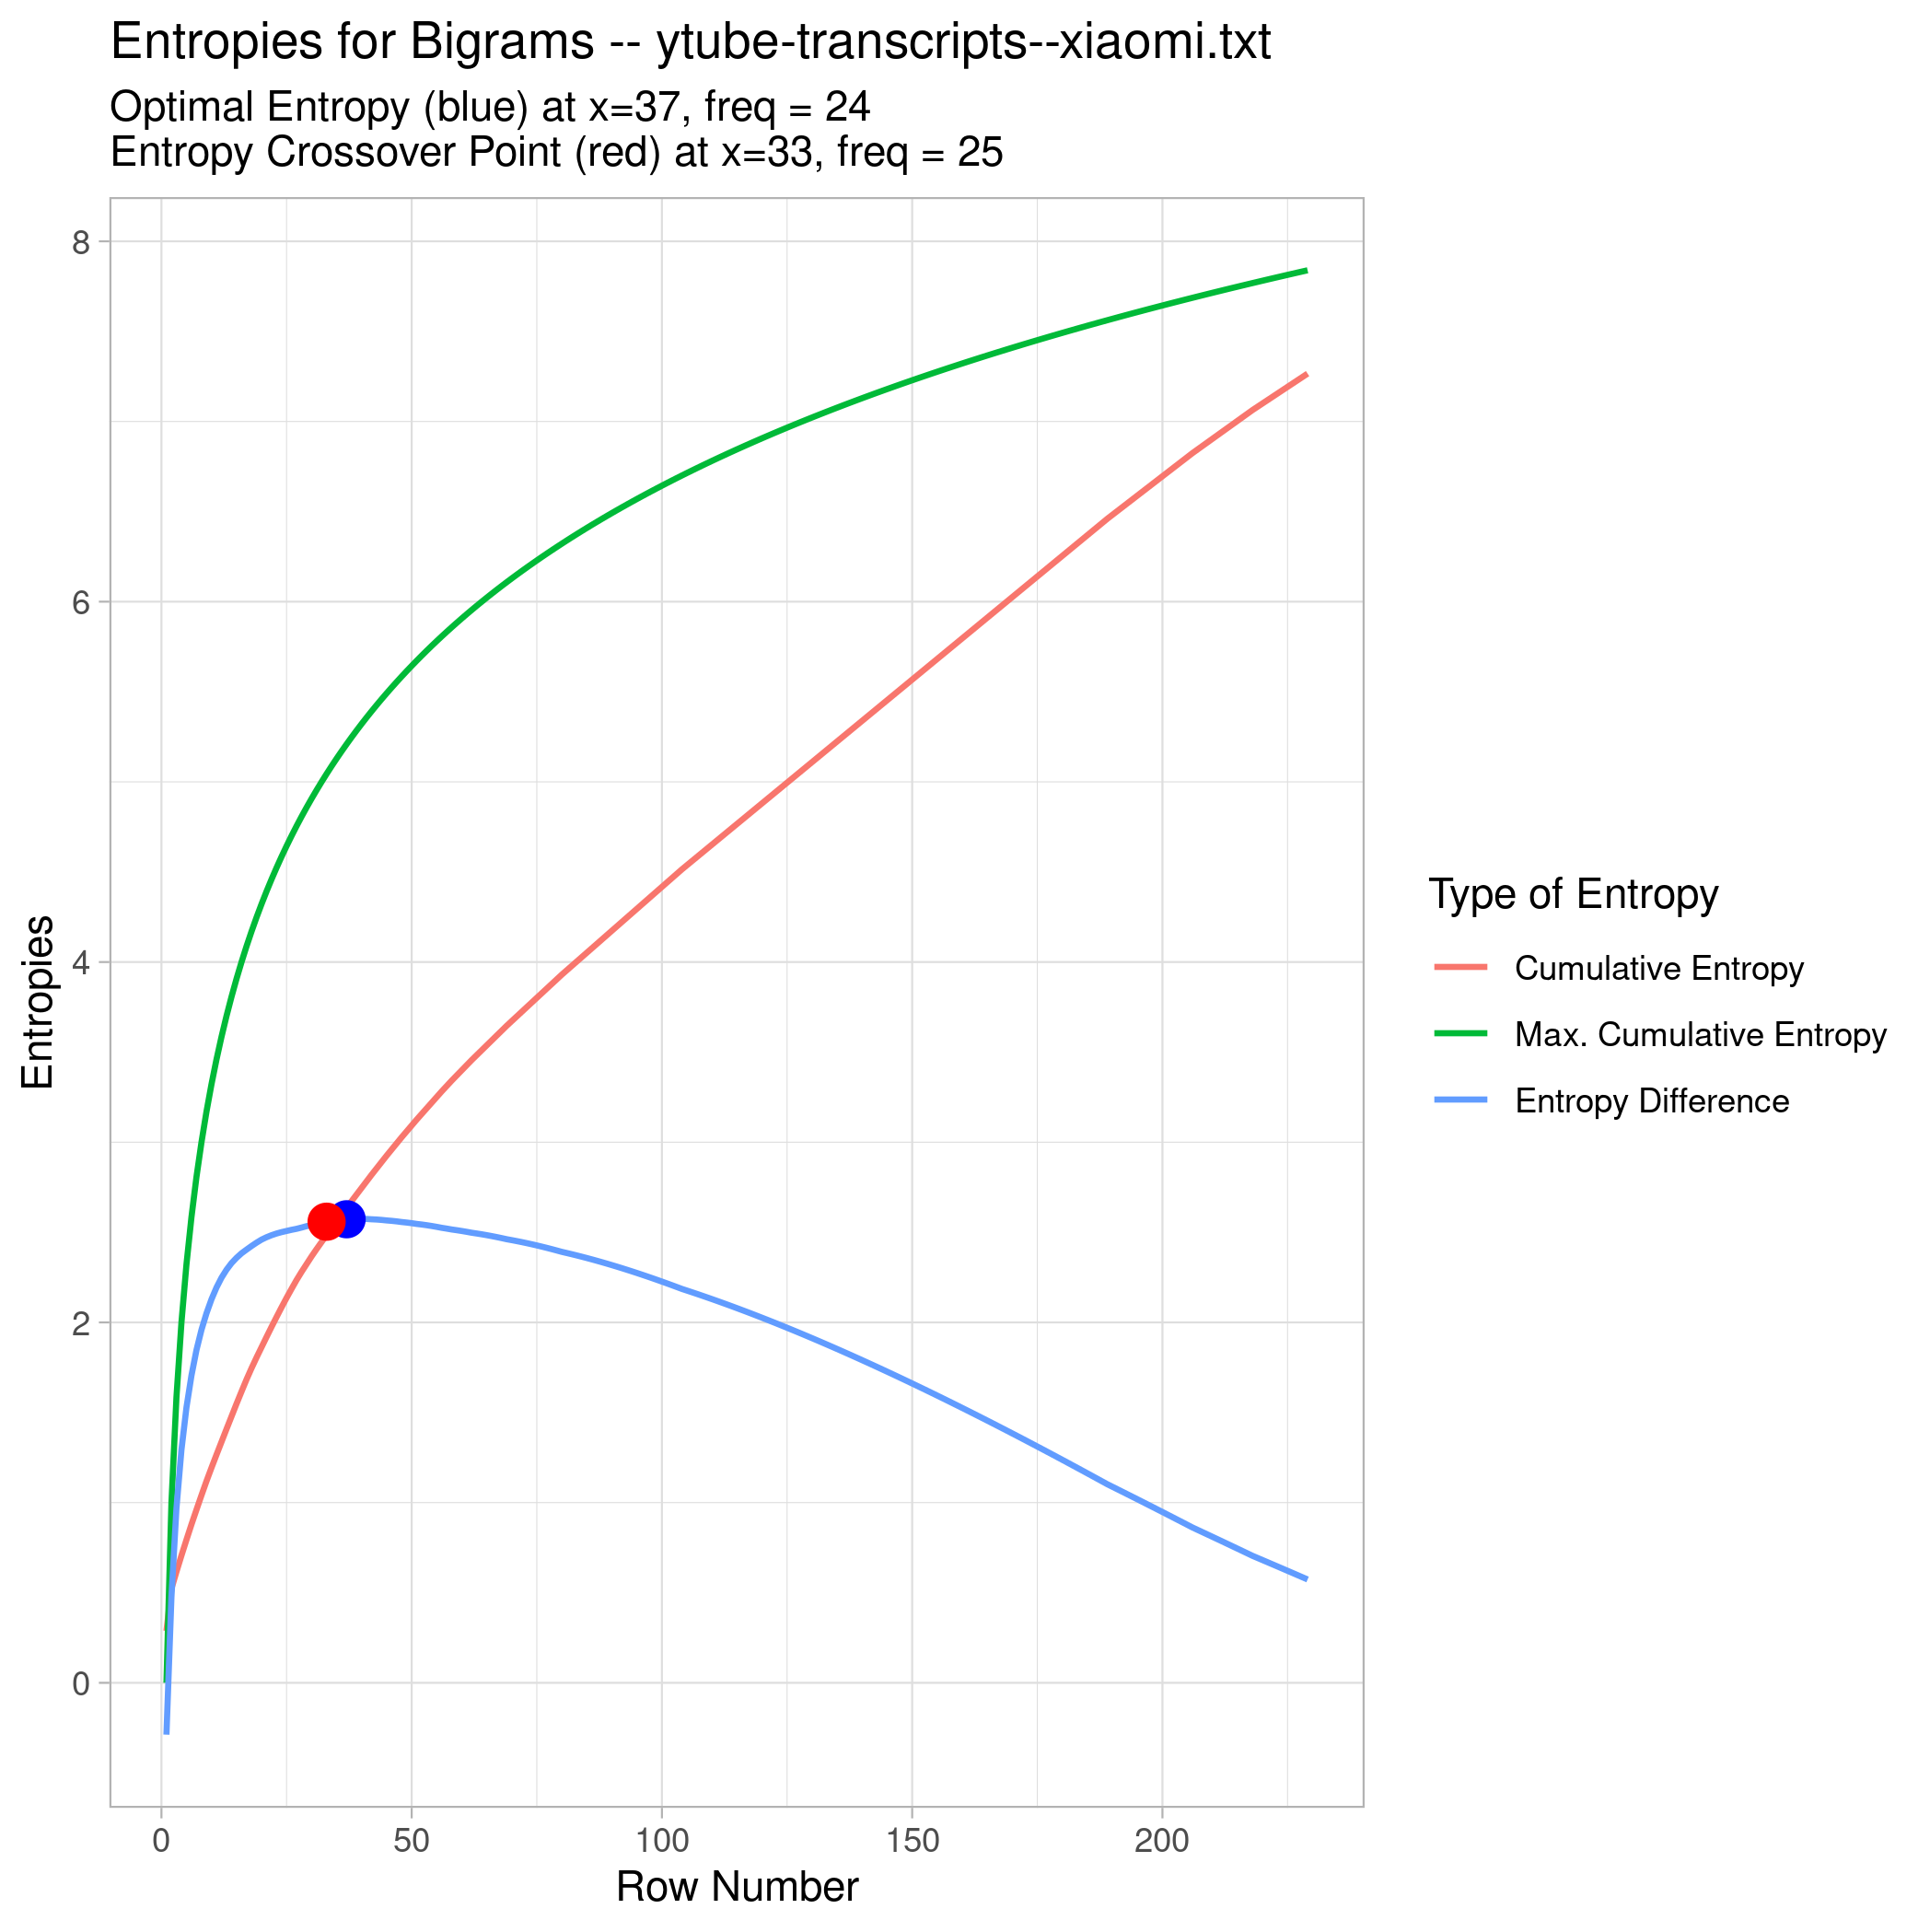 Entropies for Bigrams -- ytube-transcripts--xiaomi.txt
Optimal Entropy (blue) at x=37, freq = 24
Entropy Crossover Point (red) at x=33, freq = 25
8
6
4
2
0
Entropies
0 50 100 150 200
Row Number
Type of Entropy
Cumulative Entropy
Max. Cumulative Entropy
Entropy Difference